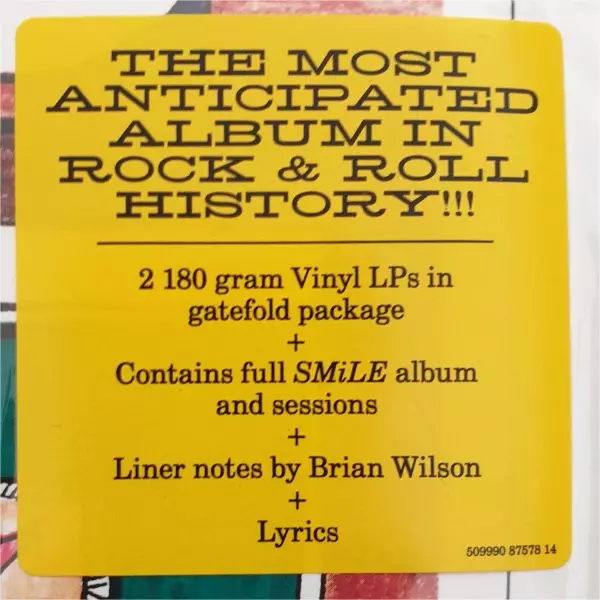 THE MOST
ANTICIPATED
ALBUM IN
ROCK & ROLL
HISTORY!!!
2 180 gram Vinyl LPs in
gatefold package
+
Contains full SMiLE album
and sessions
+
Liner notes by Brian Wilson
+
Lyrics
509990 87578 14